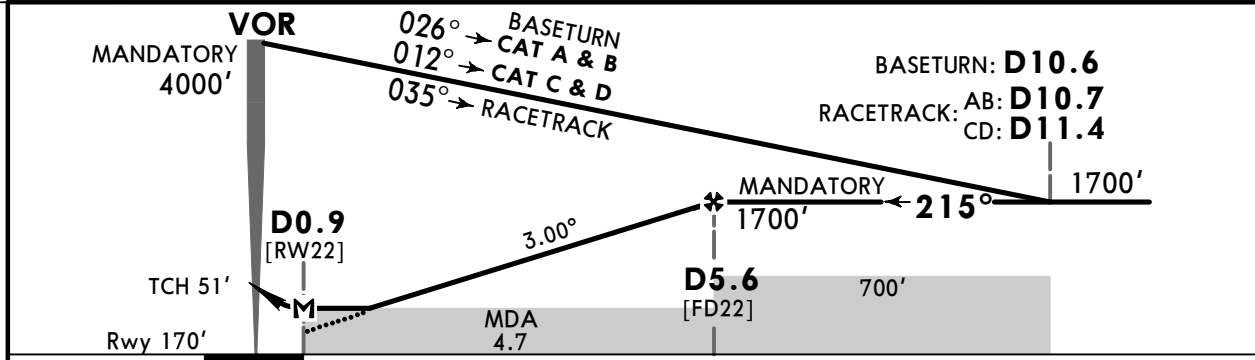 VOR
MANDATORY
4000'
026° BASETURN
CAT A & B
012° CAT C & D
035° RACETRACK
BASETURN: D10.6
RACETRACK: AB: D10.7
CD: D11.4
MANDATORY
1700'
215°
1700'
3.00°
D0.9
[RW22]
TCH 51'
M
D5.6
[FD22]
700'
MDA
4.7
Rwy 170'